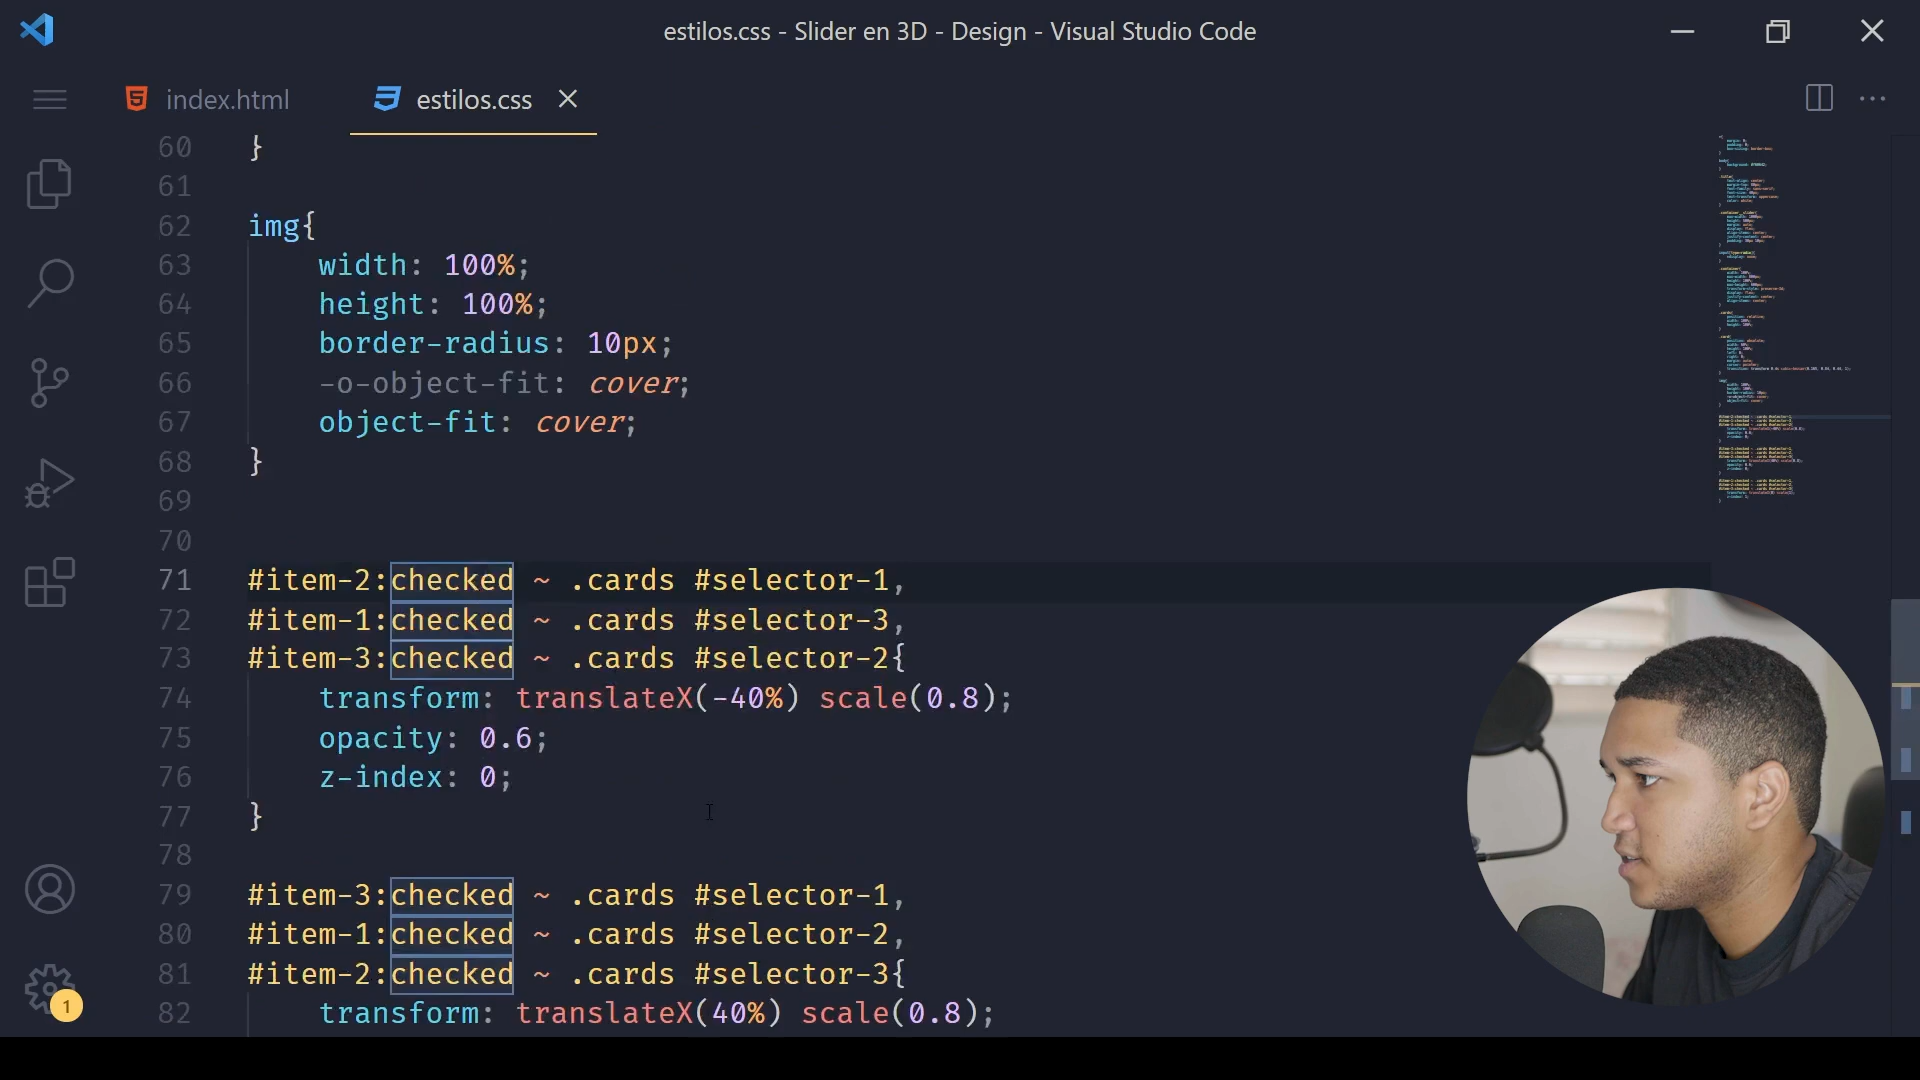 estilos.css - Slider en 3D - Design - Visual Studio Code
index.html
estilos.css
60 }
61
62 img{
63 width: 100%;
64 height: 100%;
65 border-radius: 10px;
66 -o-object-fit: cover;
67 object-fit: cover;
68 }
69
70
71 #item-2:checked ~ .cards #selector-1,
72 #item-1:checked ~ .cards #selector-3,
73 #item-3:checked ~ .cards #selector-2{
74 transform: translateX(-40%) scale(0.8);
75 opacity: 0.6;
76 z-index: 0;
77 }
78
79 #item-3:checked ~ .cards #selector-1,
80 #item-1:checked ~ .cards #selector-2,
81 #item-2:checked ~ .cards #selector-3{
82 transform: translateX(40%) scale(0.8);
1